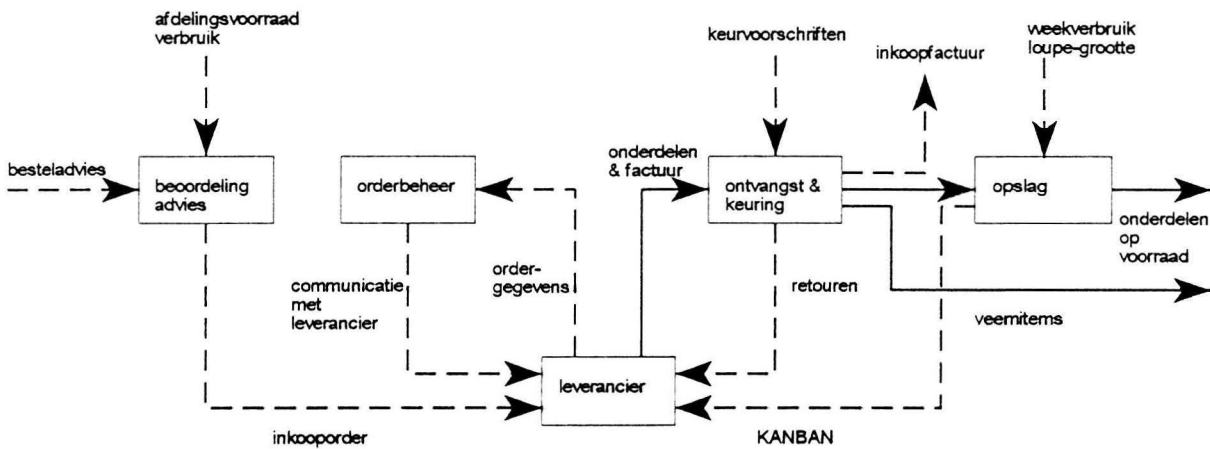 afdelingsvoorraad
verbruik
keurvoorschriften
inkoopfactuur
weekverbruik
loupe-grootte
besteladvies
beoordeling
advies
orderbeheer
onderdelen
& factuur
ontvangst &
keuring
opslag
onderdelen
op
voorraad
communicatie
met
leverancier
order-
gegevens
retouren
veemitems
leverancier
inkooporder
KANBAN